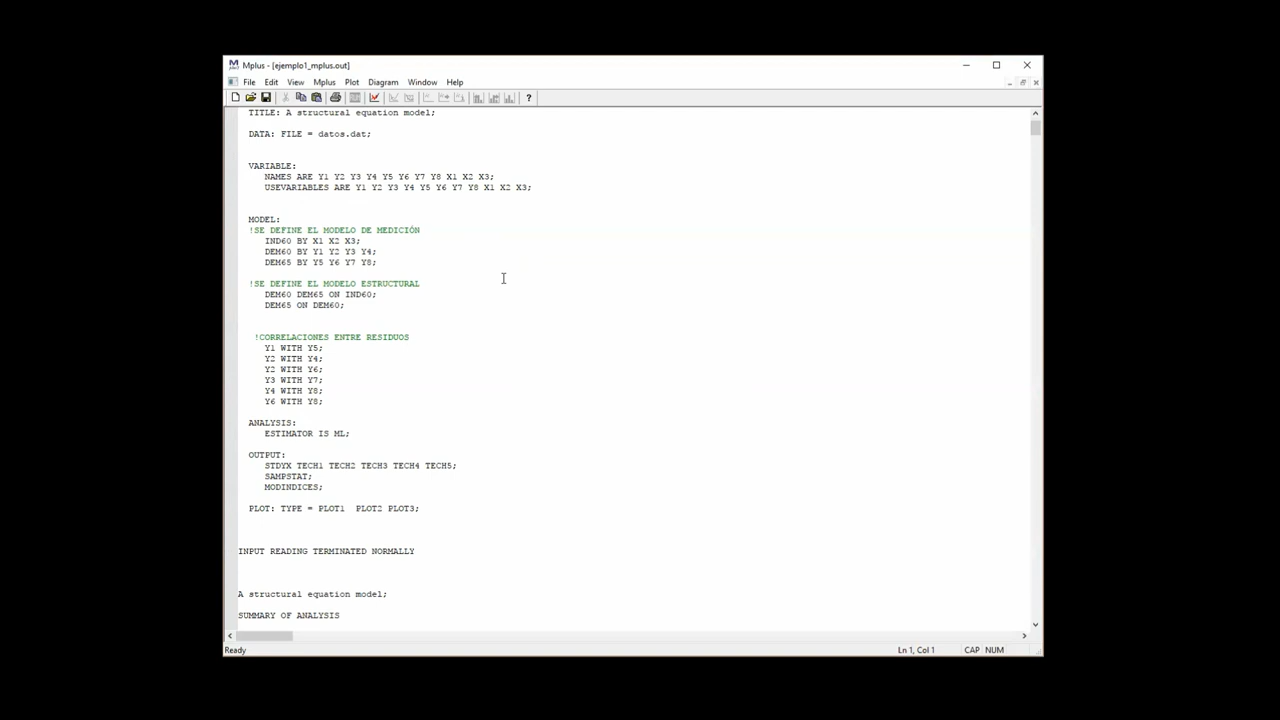 Mplus - [ejemplo1_mplus.out]
File Edit View Mplus Plot Diagram Window Help
TITLE: A structural equation model;
DATA: FILE = datos.dat;
VARIABLE:
NAMES ARE Y1 Y2 Y3 Y4 Y5 Y6 Y7 Y8 X1 X2 X3;
USEVARIABLES ARE Y1 Y2 Y3 Y4 Y5 Y6 Y7 Y8 X1 X2 X3;
MODEL:
!SE DEFINE EL MODELO DE MEDICIÓN
IND60 BY X1 X2 X3;
DEM60 BY Y1 Y2 Y3 Y4;
DEM65 BY Y5 Y6 Y7 Y8;
!SE DEFINE EL MODELO ESTRUCTURAL
DEM60 DEM65 ON IND60;
DEM65 ON DEM60;
!CORRELACIONES ENTRE RESIDUOS
Y1 WITH Y5;
Y2 WITH Y4;
Y2 WITH Y6;
Y3 WITH Y7;
Y4 WITH Y8;
Y6 WITH Y8;
ANALYSIS:
ESTIMATOR IS ML;
OUTPUT:
STDYX TECH1 TECH2 TECH3 TECH4 TECH5;
SAMPSTAT;
MODINDICES;
PLOT: TYPE = PLOT1 PLOT2 PLOT3;
INPUT READING TERMINATED NORMALLY
A structural equation model;
SUMMARY OF ANALYSIS
Ready Ln 1, Col 1 CAP NUM